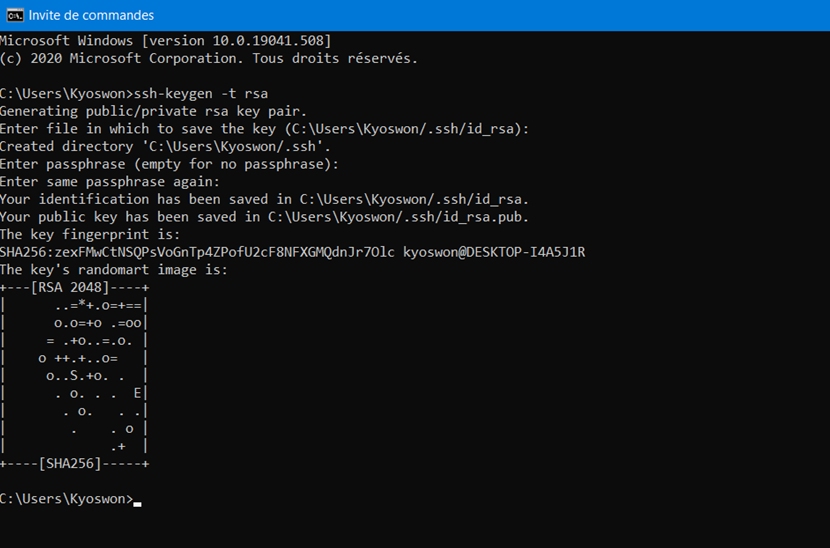 Invite de commandes
Microsoft Windows [version 10.0.19041.508]
(c) 2020 Microsoft Corporation. Tous droits réservés.
C:\Users\Kyoswon>ssh-keygen -t rsa
Generating public/private rsa key pair.
Enter file in which to save the key (C:\Users\Kyoswon/.ssh/id_rsa):
Created directory 'C:\Users\Kyoswon/.ssh'.
Enter passphrase (empty for no passphrase):
Enter same passphrase again:
Your identification has been saved in C:\Users\Kyoswon/.ssh/id_rsa.
Your public key has been saved in C:\Users\Kyoswon/.ssh/id_rsa.pub.
The key fingerprint is:
SHA256:zexFMwCtNSQPsVoGnTp4ZPofU2cF8NFXGMQdnJr7Olc kyoswon@DESKTOP-I4A5J1R
The key's randomart image is:
+---[RSA 2048]----+
|      ..=*+.o=+==|
|      o.o=+o .=oo|
|     = .+o..=.o. |
|    o ++.+..o=   |
|     o..S.+o. .  |
|      . o. . .  E|
|       . o.   . .|
|        .    . o |
|             .+  |
+----[SHA256]-----+
C:\Users\Kyoswon>